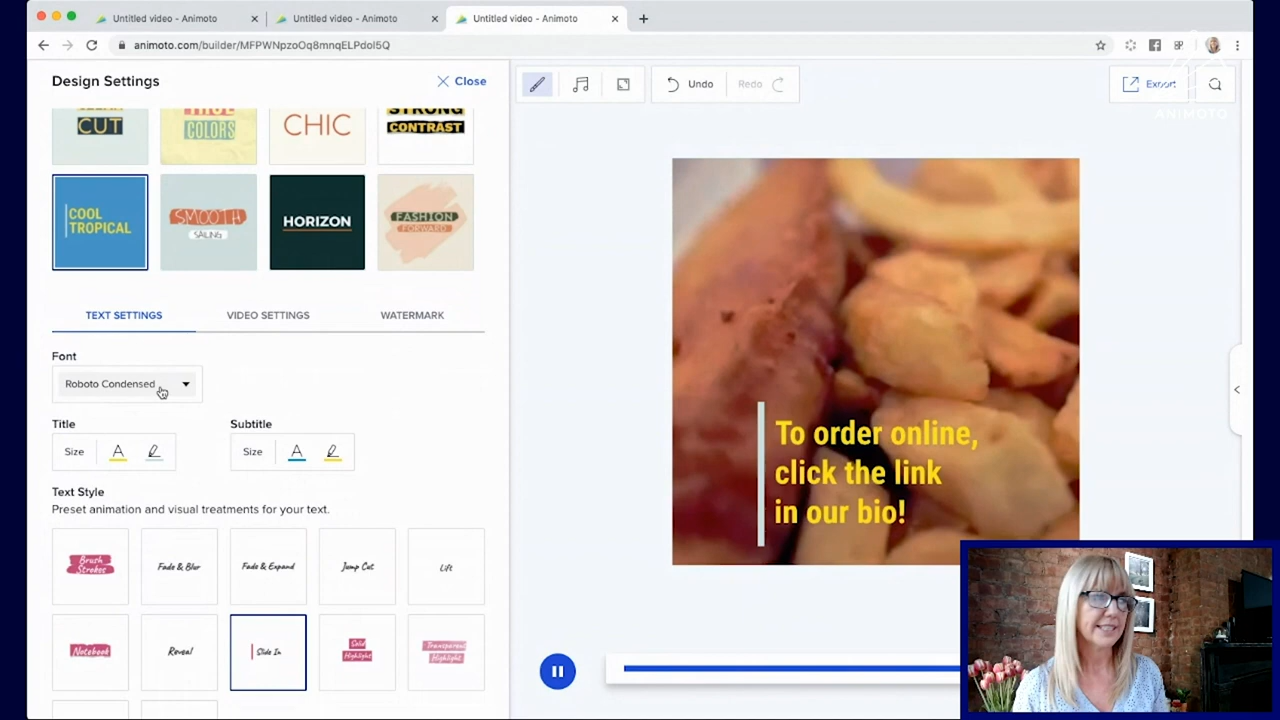 Untitled video - Animoto
Untitled video - Animoto
Untitled video - Animoto
animoto.com/builder/MFPWNpzoOq8mnqELPdol5Q
Design Settings
Close
Undo
Redo
Export
ANIMOTO
CUT
TRUE
COLORS
CHIC
STRONG
CONTRAST
COOL
TROPICAL
SMOOTH
SAILING
HORIZON
FASHION
FORWARD
TEXT SETTINGS
VIDEO SETTINGS
WATERMARK
Font
Roboto Condensed
Title
Subtitle
Size
A
Size
A
Text Style
Preset animation and visual treatments for your text.
Brush
Strokes
Fade & Blur
Fade & Expand
Jump Cut
Lift
Notebook
Reveal
Slide In
Solid
Highlight
Transparent
Highlight
To order online,
click the link
in our bio!